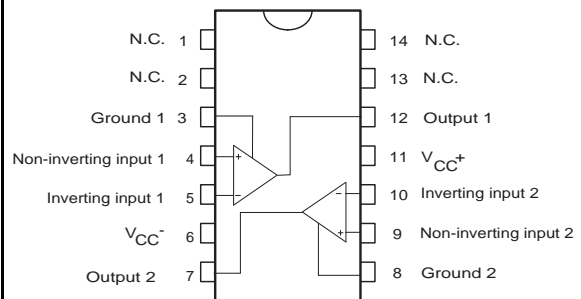 N.C. 1
14 N.C.
N.C. 2
13 N.C.
Ground 1 3
12 Output 1
Non-inverting input 1 4
+
11 VCC+
Inverting input 1 5
-
-
10 Inverting input 2
VCC- 6
+
9 Non-inverting input 2
Output 2 7
8 Ground 2